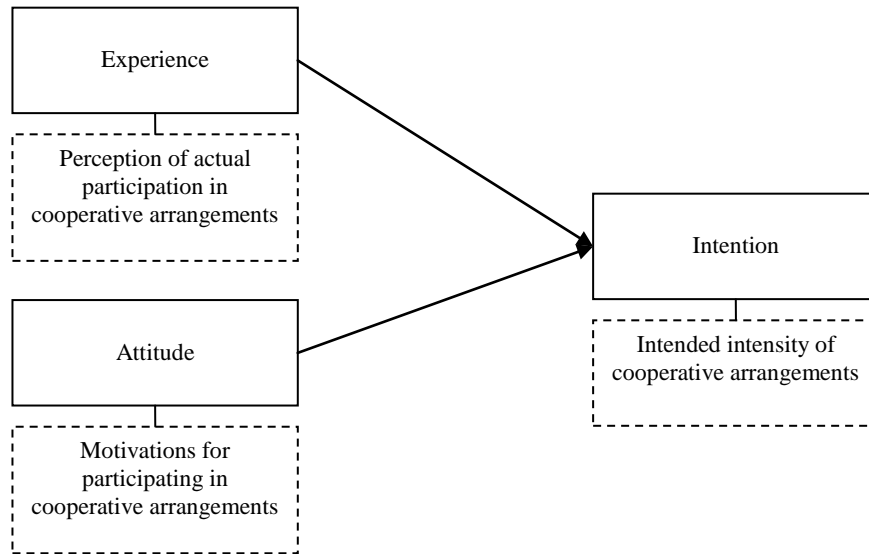 Experience
Perception of actual
participation in
cooperative arrangements
Intention
Intended intensity of
cooperative arrangements
Attitude
Motivations for
participating in
cooperative arrangements